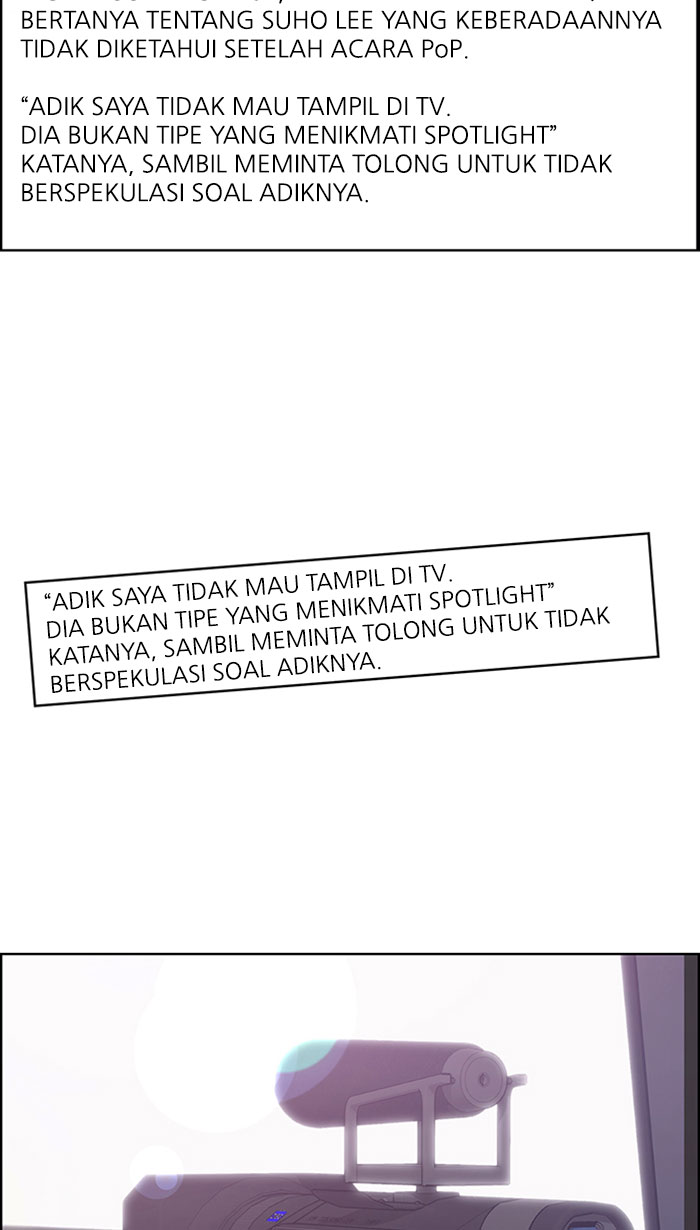 BERTANYA TENTANG SUHO LEE YANG KEBERADAANNYA
TIDAK DIKETAHUI SETELAH ACARA PoP.
“ADIK SAYA TIDAK MAU TAMPIL DI TV.
DIA BUKAN TIPE YANG MENIKMATI SPOTLIGHT”
KATANYA, SAMBIL MEMINTA TOLONG UNTUK TIDAK
BERSPEKULASI SOAL ADIKNYA.
“ADIK SAYA TIDAK MAU TAMPIL DI TV.
DIA BUKAN TIPE YANG MENIKMATI SPOTLIGHT”
KATANYA, SAMBIL MEMINTA TOLONG UNTUK TIDAK
BERSPEKULASI SOAL ADIKNYA.